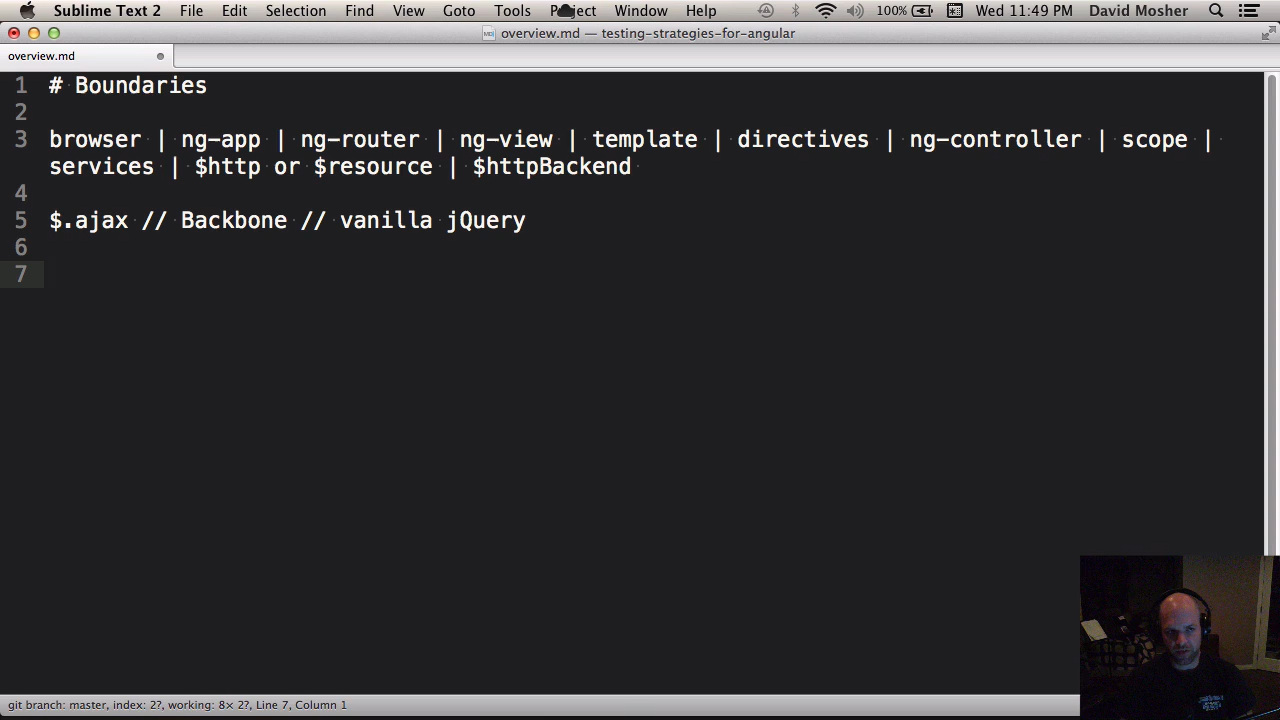 Sublime Text 2 File Edit Selection Find View Goto Tools Project Window Help 100% Wed 11:49 PM David Mosher
overview.md — testing-strategies-for-angular
overview.md
1 # Boundaries
2
3 browser | ng-app | ng-router | ng-view | template | directives | ng-controller | scope |
services | $http or $resource | $httpBackend
4
5 $.ajax // Backbone // vanilla jQuery
6
7
git branch: master, index: 2?, working: 8× 2?, Line 7, Column 1